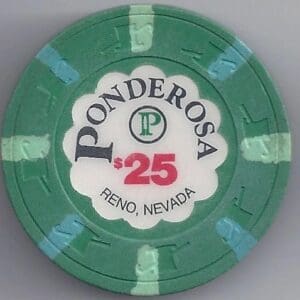 PONDEROSA
P
$25
RENO, NEVADA